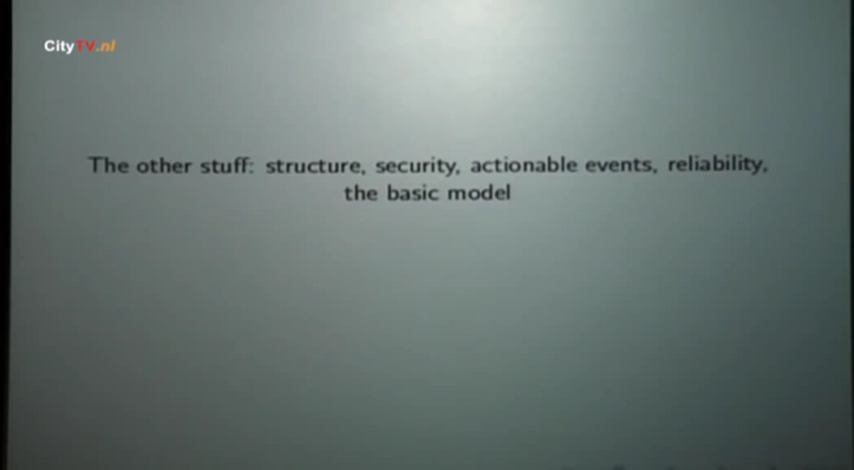 CityTV.nl
The other stuff: structure, security, actionable events, reliability,
the basic model